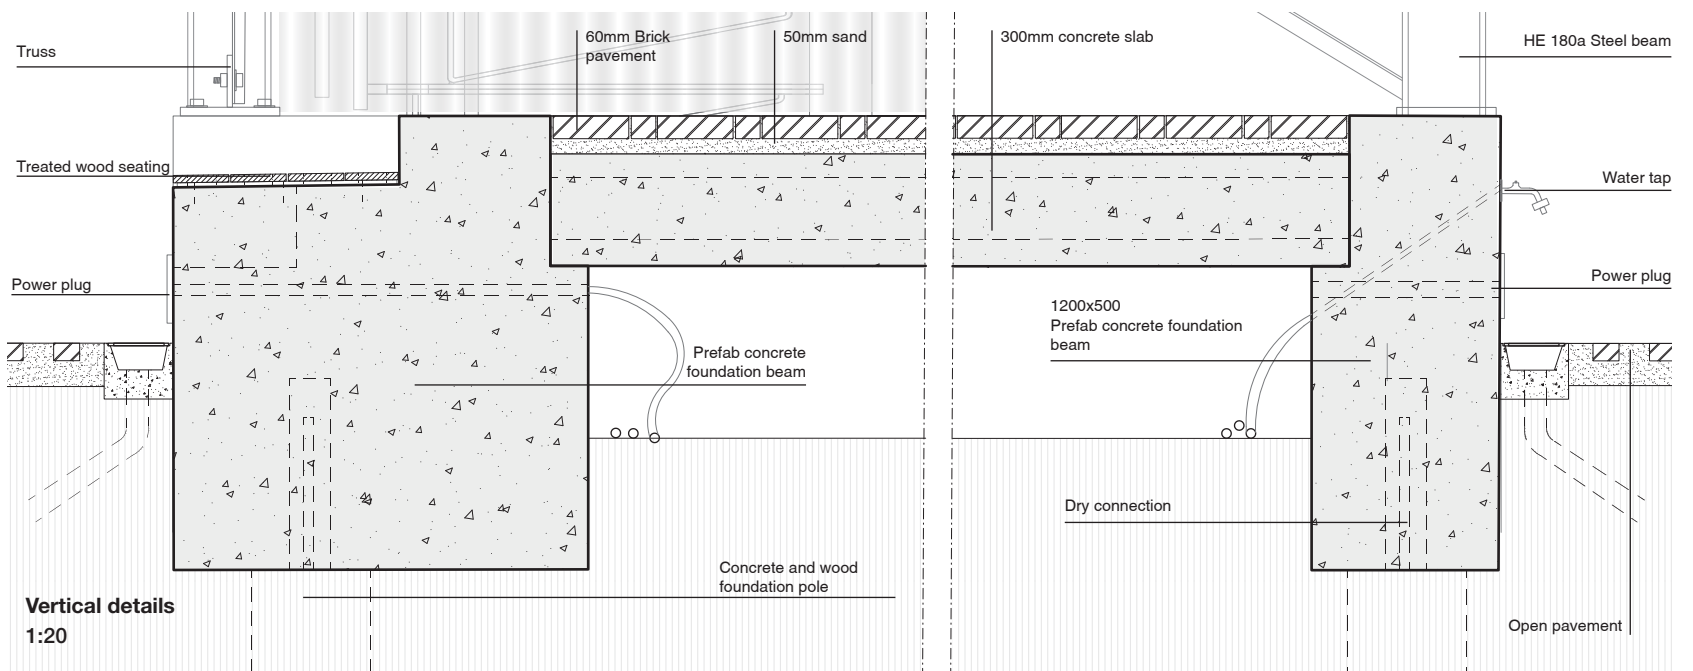 Truss
60mm Brick
pavement
50mm sand
300mm concrete slab
HE 180a Steel beam
Treated wood seating
Water tap
Power plug
Power plug
1200x500
Prefab concrete foundation
beam
Prefab concrete
foundation beam
Dry connection
Concrete and wood
foundation pole
Vertical details
1:20
Open pavement